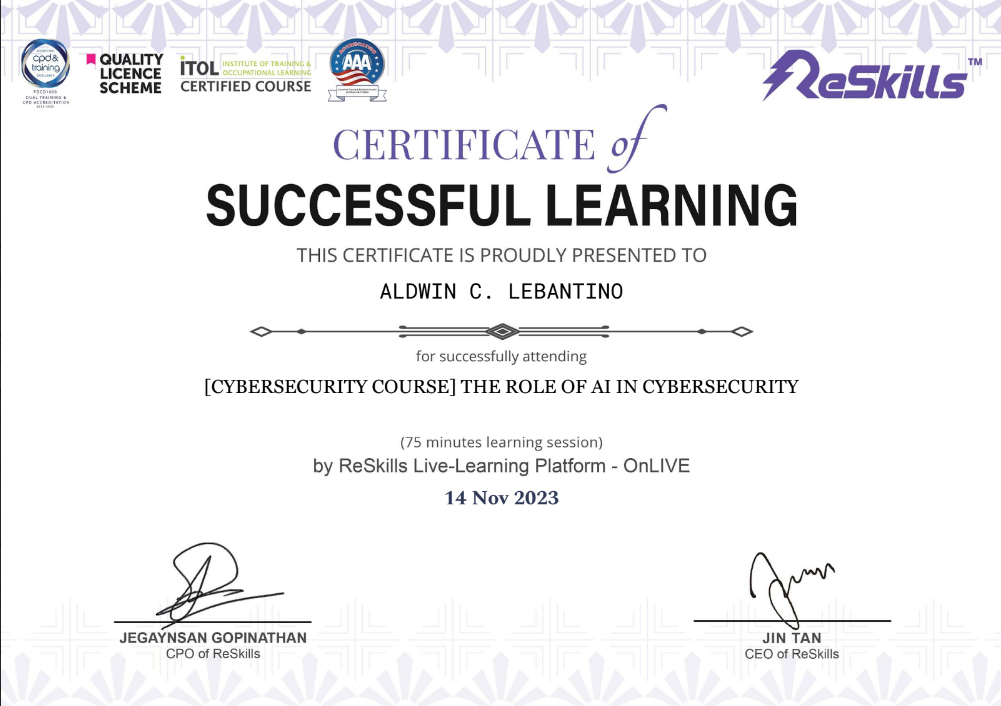 cpd&
training
EXCELLENCE
DUAL TRAINING &
CPD ACCREDITATION
QUALITY
LICENCE
SCHEME
iTOL INSTITUTE OF TRAINING &
OCCUPATIONAL LEARNING
CERTIFIED COURSE
AAA
ReSkills™
CERTIFICATE of
SUCCESSFUL LEARNING
THIS CERTIFICATE IS PROUDLY PRESENTED TO
ALDWIN C. LEBANTINO
for successfully attending
[CYBERSECURITY COURSE] THE ROLE OF AI IN CYBERSECURITY
(75 minutes learning session)
by ReSkills Live-Learning Platform - OnLIVE
14 Nov 2023
JEGAYNSAN GOPINATHAN
CPO of ReSkills
JIN TAN
CEO of ReSkills